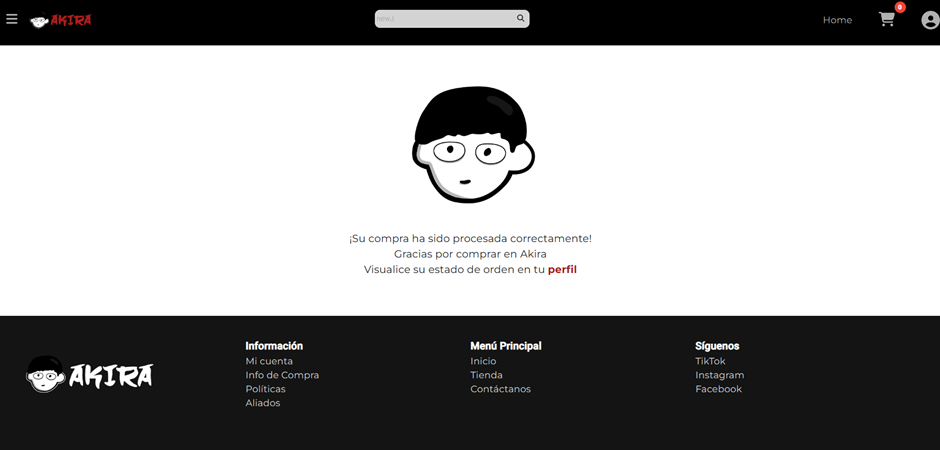 AKIRA
Home
0
¡Su compra ha sido procesada correctamente!
Gracias por comprar en Akira
Visualice su estado de orden en tu perfil
AKIRA
Información
Mi cuenta
Info de Compra
Políticas
Aliados
Menú Principal
Inicio
Tienda
Contáctanos
Síguenos
TikTok
Instagram
Facebook